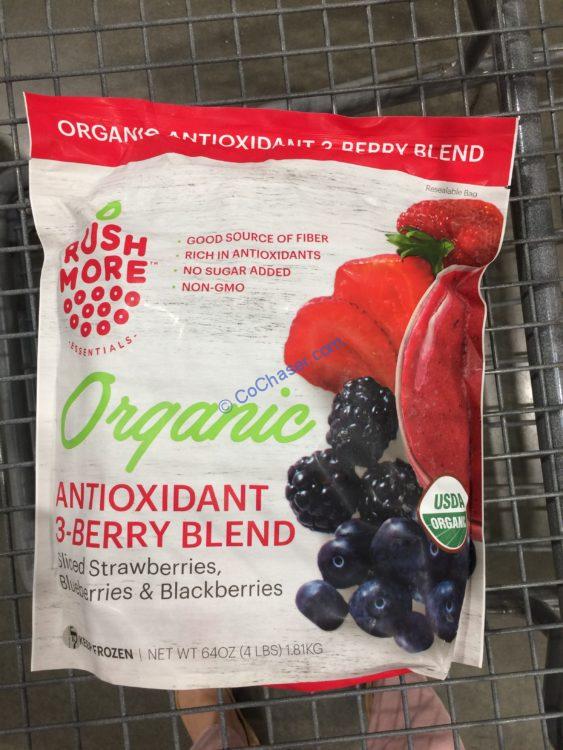 ORGANIC ANTIOXIDANT 3-BERRY BLEND
Resealable Bag
RUSH
MORE™
·ESSENTIALS·
· GOOD SOURCE OF FIBER
· RICH IN ANTIOXIDANTS
· NO SUGAR ADDED
· NON-GMO
© CoChaser.com
Organic
ANTIOXIDANT
3-BERRY BLEND
Sliced Strawberries,
Blueberries & Blackberries
USDA
ORGANIC
KEEP FROZEN | NET WT 64OZ (4 LBS) 1.81KG